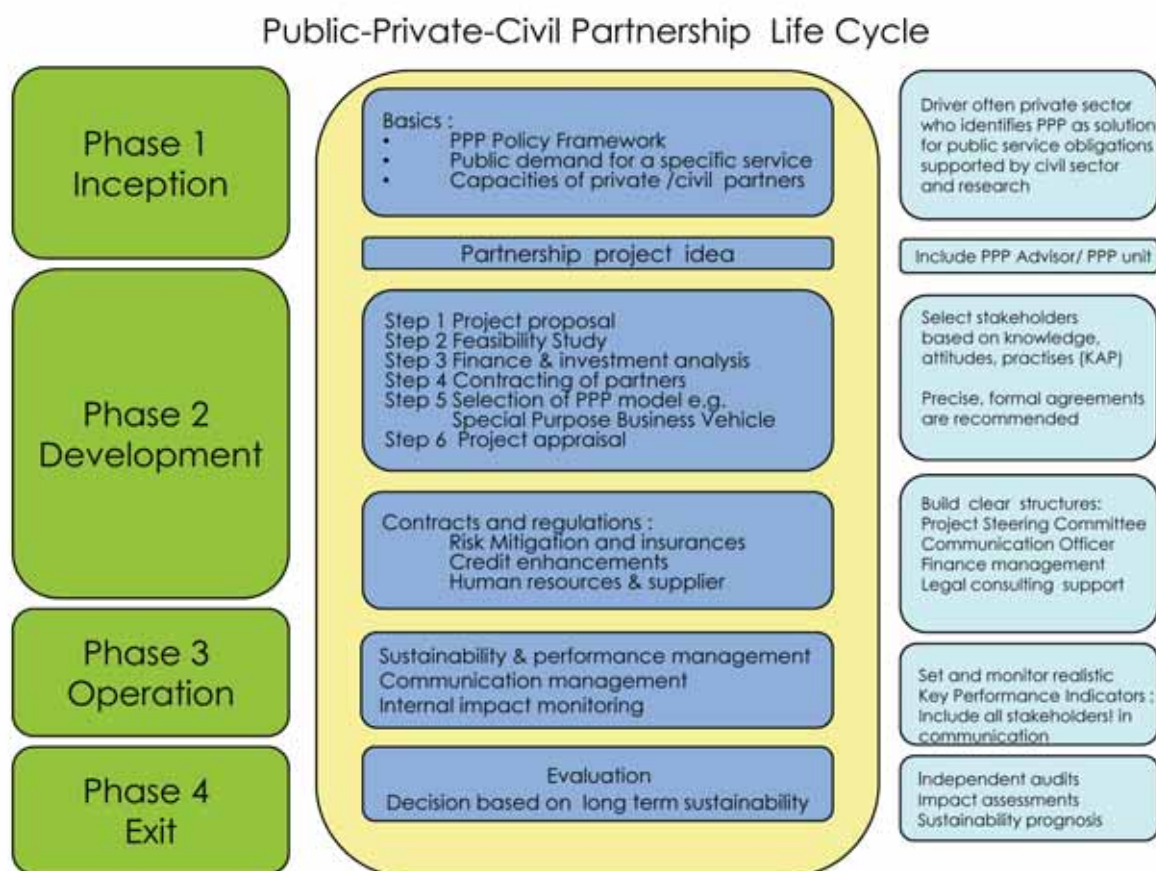 Public-Private-Civil Partnership Life Cycle
Phase 1
Inception
Basics :
• PPP Policy Framework
• Public demand for a specific service
• Capacities of private /civil partners
Driver often private sector
who identifies PPP as solution
for public service obligations
supported by civil sector
and research
Partnership project idea
Include PPP Advisor/ PPP unit
Phase 2
Development
Step 1 Project proposal
Step 2 Feasibility Study
Step 3 Finance & investment analysis
Step 4 Contracting of partners
Step 5 Selection of PPP model e.g.
Special Purpose Business Vehicle
Step 6 Project appraisal
Select stakeholders
based on knowledge,
attitudes, practises (KAP)
Precise, formal agreements
are recommended
Contracts and regulations :
Risk Mitigation and insurances
Credit enhancements
Human resources & supplier
Build clear structures:
Project Steering Committee
Communication Officer
Finance management
Legal consulting support
Phase 3
Operation
Sustainability & performance management
Communication management
Internal impact monitoring
Set and monitor realistic
Key Performance Indicators :
Include all stakeholders! in
communication
Phase 4
Exit
Evaluation
Decision based on long term sustainability
Independent audits
Impact assessments
Sustainability prognosis